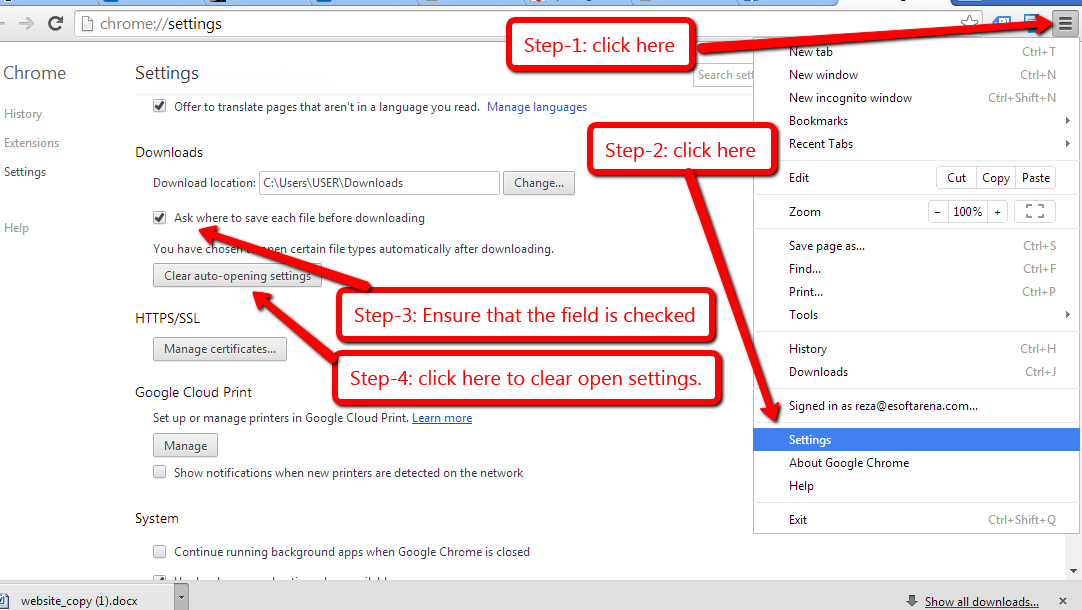 chrome://settings
Step-1: click here
Chrome
History
Extensions
Settings
Help
Settings
Search sett
Offer to translate pages that aren't in a language you read. Manage languages
Downloads
Download location: C:\Users\USER\Downloads Change...
Ask where to save each file before downloading
You have chosen open certain file types automatically after downloading.
Clear auto-opening settings
Step-3: Ensure that the field is checked
HTTPS/SSL
Manage certificates...
Step-4: click here to clear open settings.
Google Cloud Print
Set up or manage printers in Google Cloud Print. Learn more
Manage
Show notifications when new printers are detected on the network
System
Continue running background apps when Google Chrome is closed
Step-2: click here
New tab Ctrl+T
New window Ctrl+N
New incognito window Ctrl+Shift+N
Bookmarks
Recent Tabs
Edit Cut Copy Paste
Zoom − 100% +
Save page as... Ctrl+S
Find... Ctrl+F
Print... Ctrl+P
Tools
History Ctrl+H
Downloads Ctrl+J
Signed in as reza@esoftarena.com...
Settings
About Google Chrome
Help
Exit Ctrl+Shift+Q
website_copy (1).docx
Show all downloads...